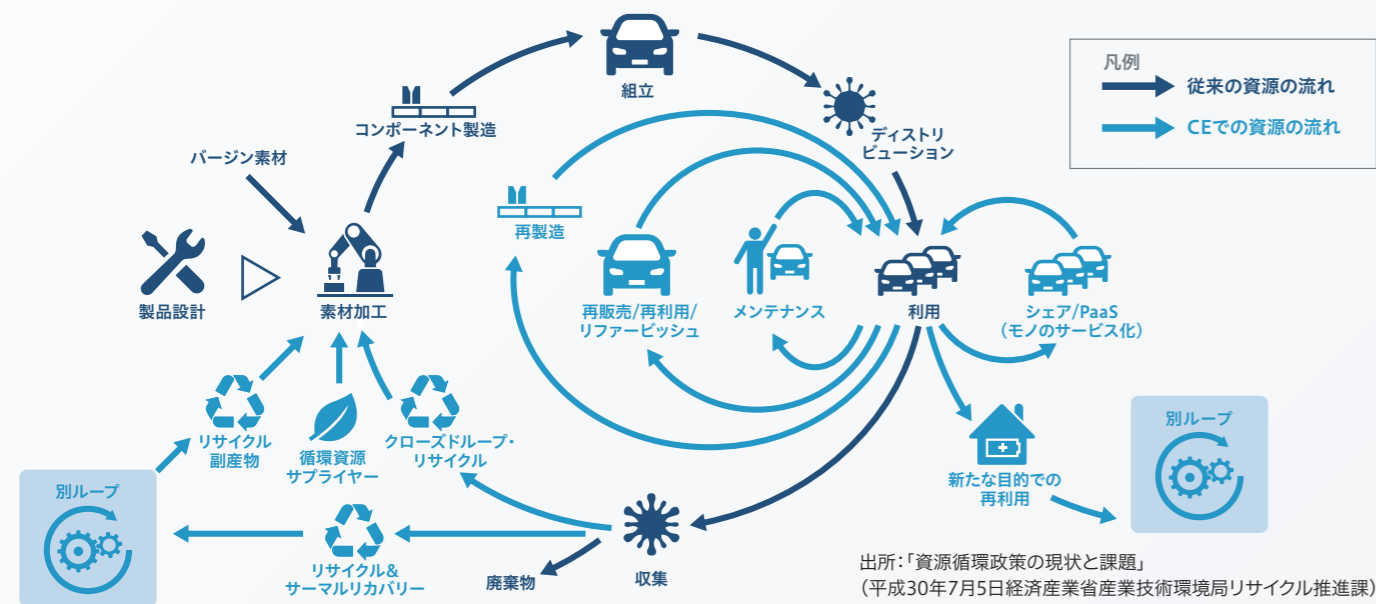 凡例
従来の資源の流れ
CEでの資源の流れ
組立
コンポーネント製造
ディストリ
ビューション
バージン素材
再製造
製品設計
素材加工
再販売/再利用/
リファービッシュ
メンテナンス
利用
シェア/PaaS
(モノのサービス化)
リサイクル
副産物
循環資源
サプライヤー
クローズドループ・
リサイクル
別ループ
新たな目的での
再利用
別ループ
リサイクル&
サーマルリカバリー
廃棄物
収集
出所:「資源循環政策の現状と課題」
(平成30年7月5日経済産業省産業技術環境局リサイクル推進課)